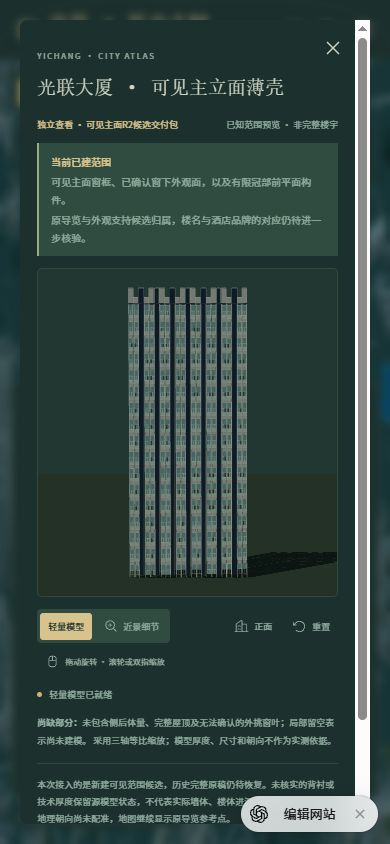 YICHANG • CITY ATLAS
光联大厦 • 可见主立面薄壳
独立查看 • 可见主面R2候选交付包
已知范围预览 • 非完整楼宇
当前已建范围
可见主立面窗框、已确认窗下外观面，以及有限冠部前平面构
件。
原导览与外观支持候选归属，楼名与酒店品牌的对应仍待进一
步核验。
轻量模型
近景细节
正面
重置
拖动旋转 • 滚轮或双指缩放
轻量模型已就绪
尚缺部分：未包含侧后体量、完整屋顶及无法确认的外挑窗叶；局部留空表
示尚未建模。 采用三轴等比缩放；模型厚度、尺寸和朝向不作为实测依据。
本次接入的是新建可见范围候选，历史完整原稿仍待恢复。未核实的背衬或
技术厚度保留源模型状态，不代表实际墙体、楼体进
地理朝向尚未配准，地图继续显示原导览参考点。
编辑网站